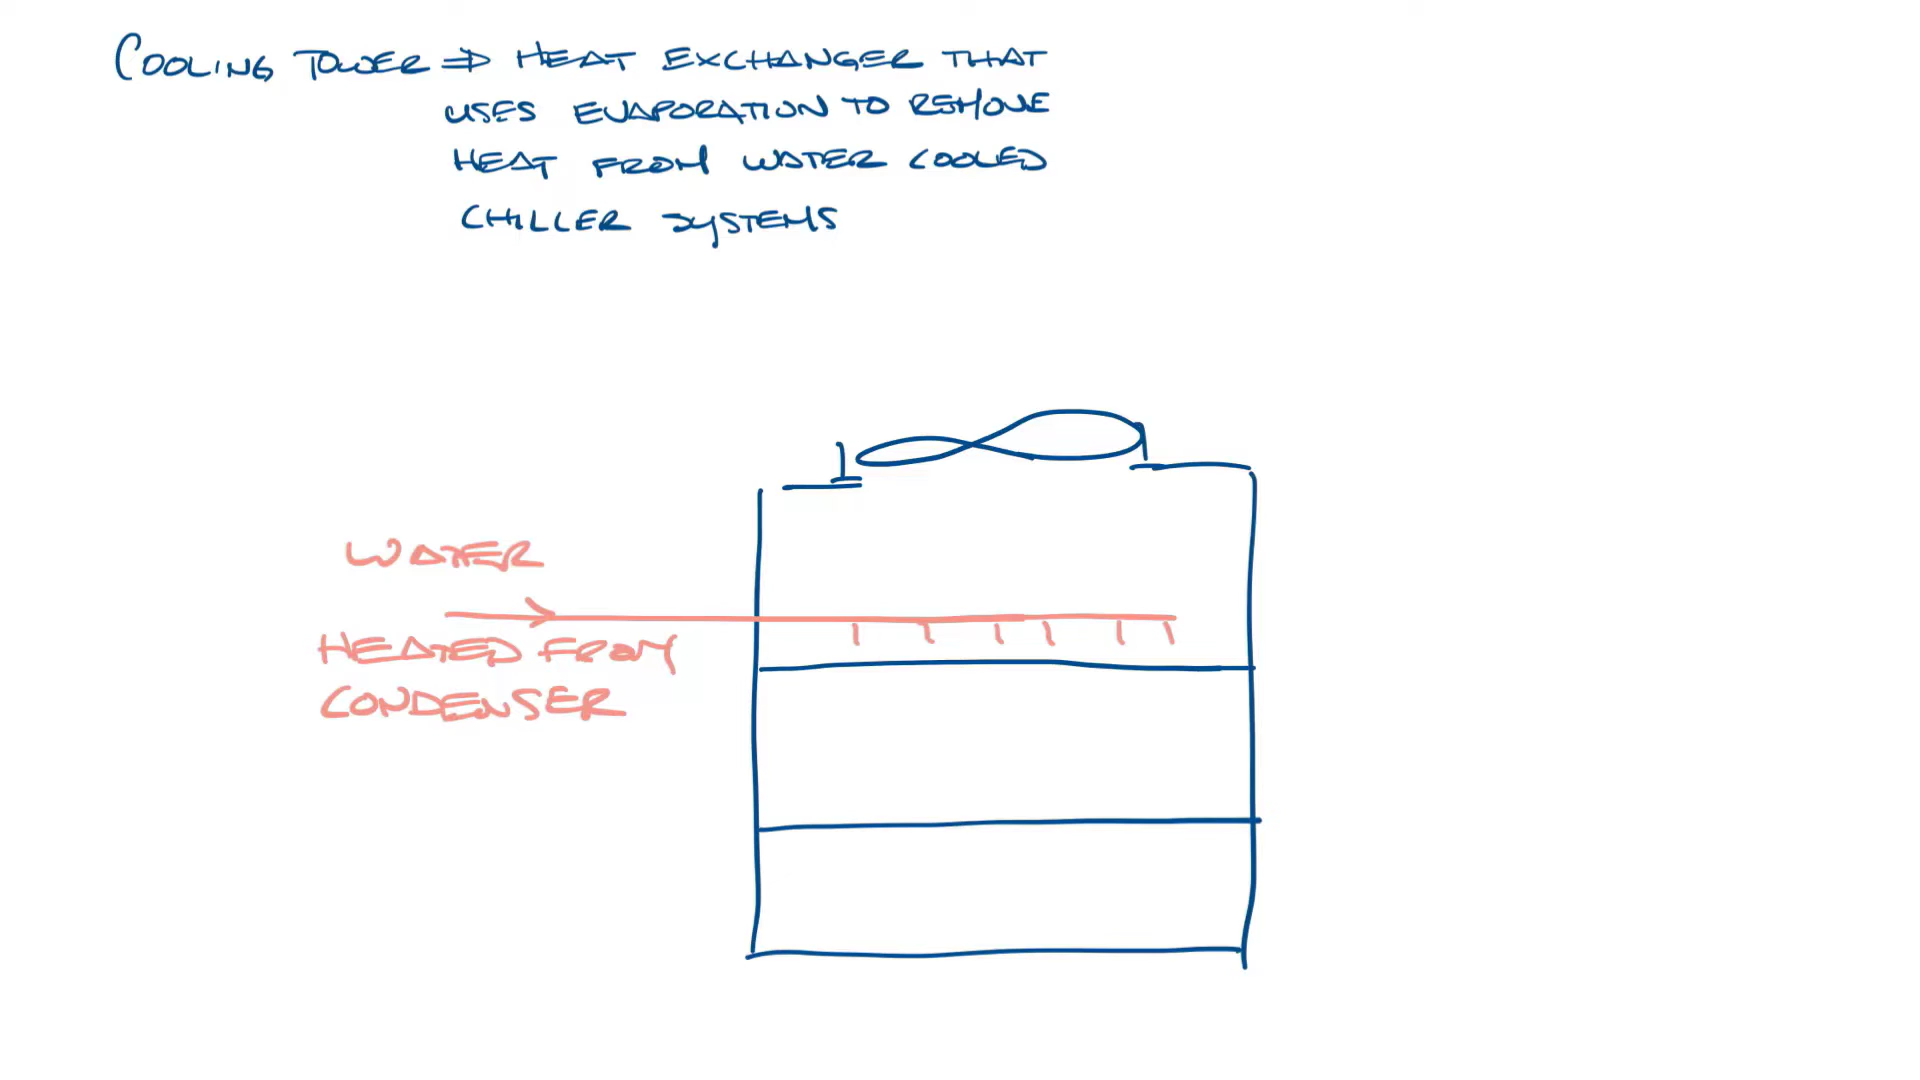 COOLING TOWER ⇒ HEAT EXCHANGER THAT
USES EVAPORATION TO REMOVE
HEAT FROM WATER COOLED
CHILLER SYSTEMS
WATER
HEATED FROM
CONDENSER